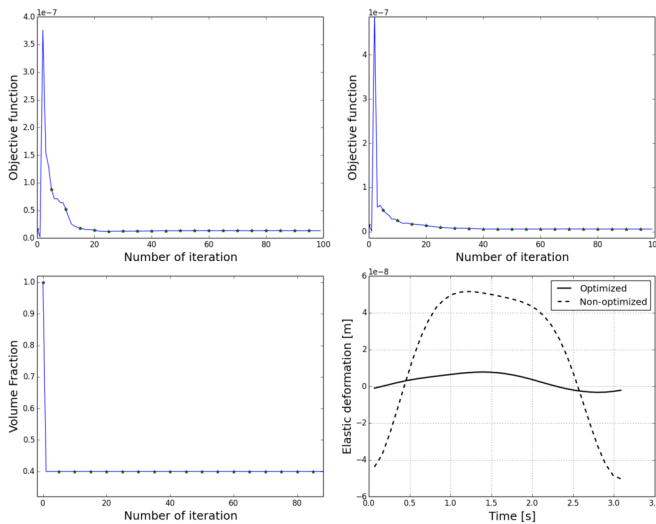 1e-7
4.0
3.5
3.0
2.5
2.0
1.5
1.0
0.5
0.0
Objective function
0 20 40 60 80 100
Number of iteration
1e-7
4
3
2
1
0
Objective function
0 20 40 60 80 10
Number of iteration
1.0
0.9
0.8
0.7
0.6
0.5
0.4
Volume Fraction
0 20 40 60 80
Number of iteration
1e-8
6
4
2
0
−2
−4
−6
Elastic deformation [m]
Optimized
Non-optimized
0.0 0.5 1.0 1.5 2.0 2.5 3.0 3.
Time [s]